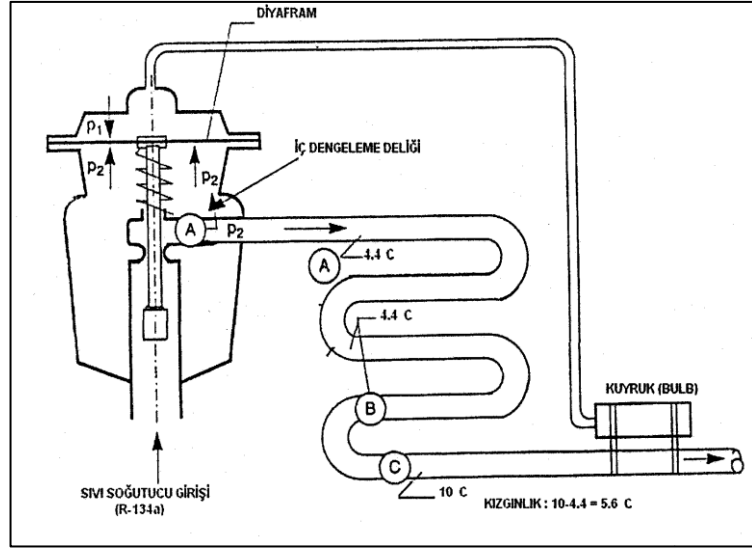 DİYAFRAM
P1
P2
İÇ DENGELEME DELİĞİ
P2
A
P2
4.4 C
A
4.4 C
KUYRUK (BULB)
B
C
10 C
SIVI SOĞUTUCU GİRİŞİ
(R-134a)
KIZGINLIK : 10-4.4 = 5.6 C